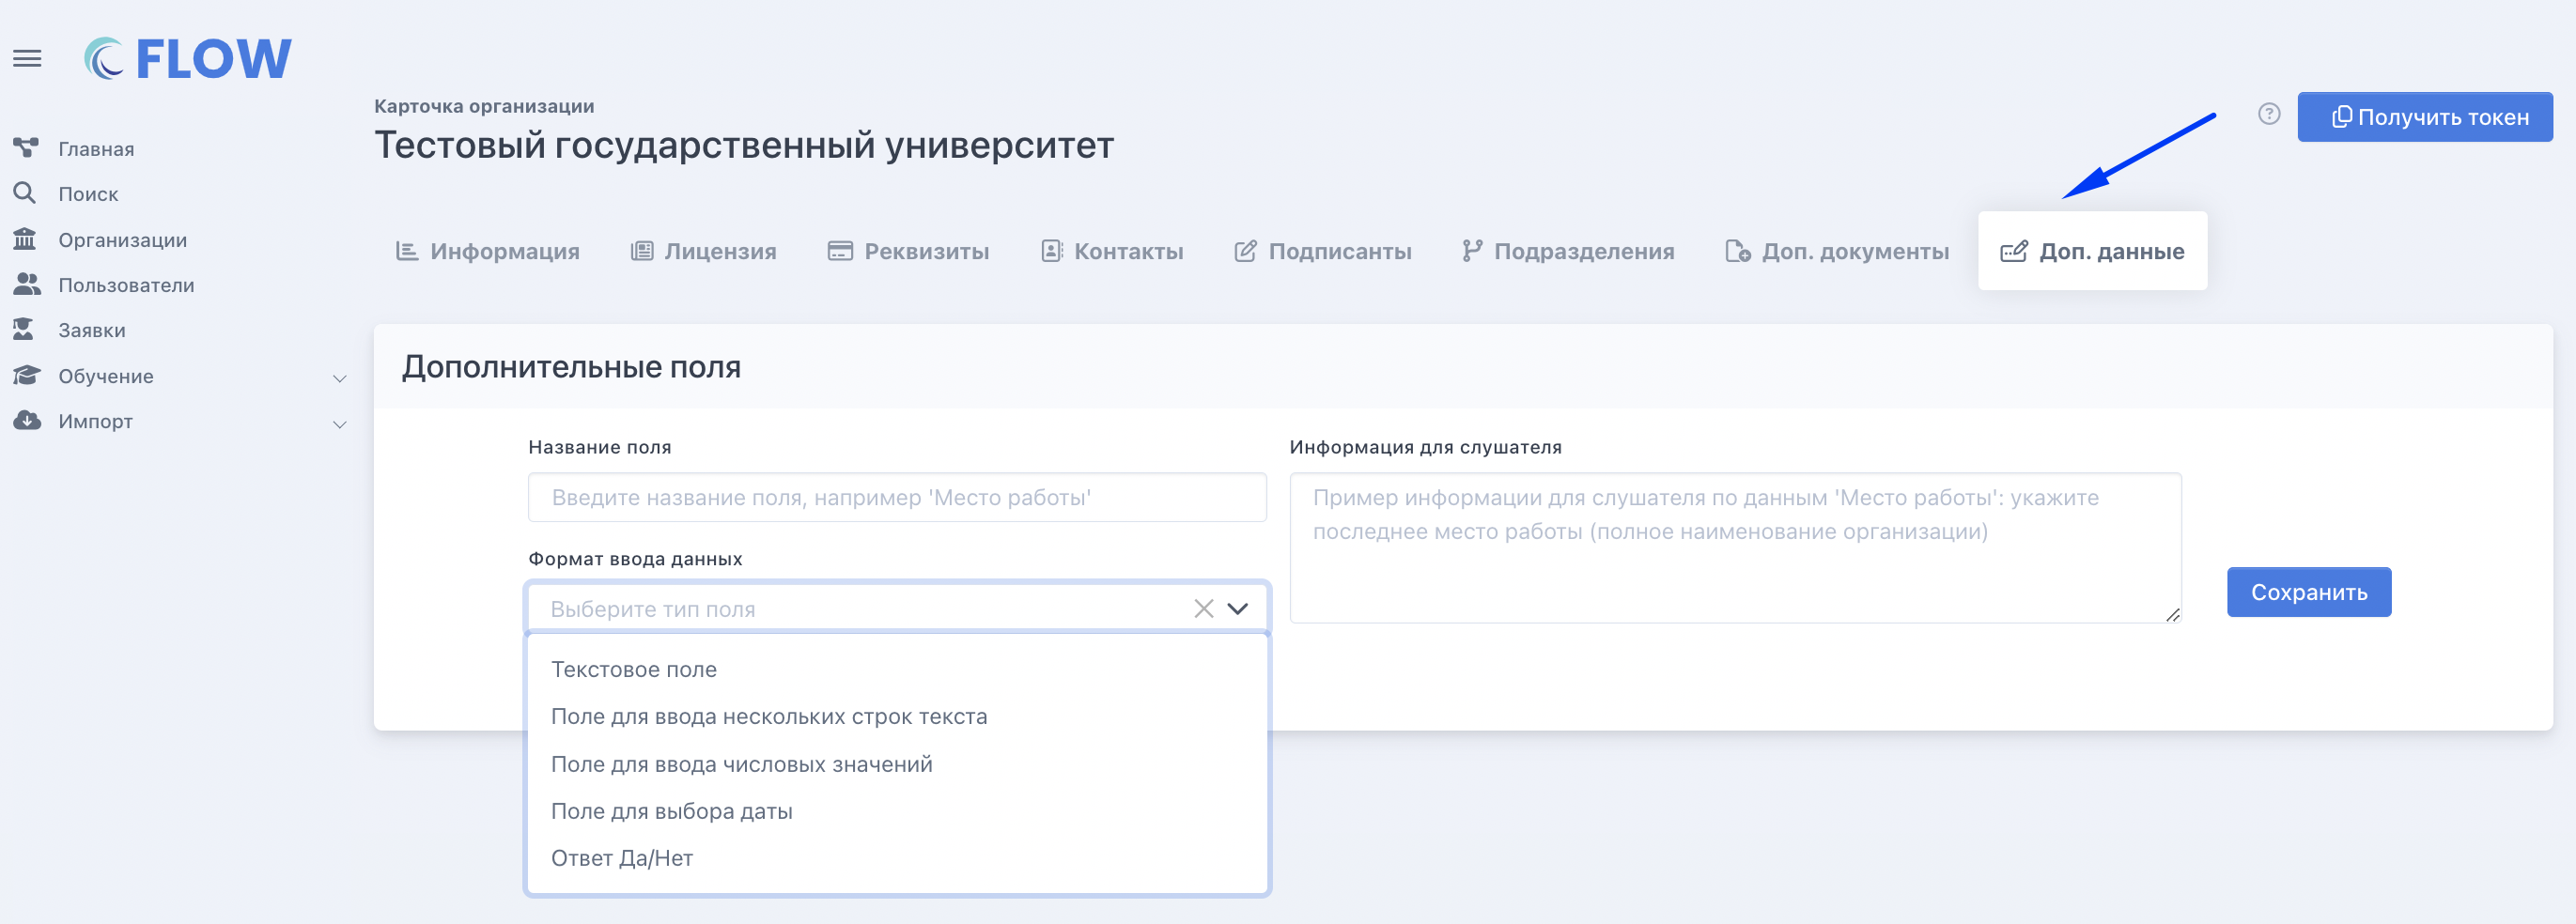 FLOW
Главная
Поиск
Организации
Пользователи
Заявки
Обучение
Импорт
Карточка организации
Тестовый государственный университет
Получить токен
Информация
Лицензия
Реквизиты
Контакты
Подписанты
Подразделения
Доп. документы
Доп. данные
Дополнительные поля
Название поля
Введите название поля, например 'Место работы'
Формат ввода данных
Выберите тип поля
Текстовое поле
Поле для ввода нескольких строк текста
Поле для ввода числовых значений
Поле для выбора даты
Ответ Да/Нет
Информация для слушателя
Пример информации для слушателя по данным 'Место работы': укажите
последнее место работы (полное наименование организации)
Сохранить